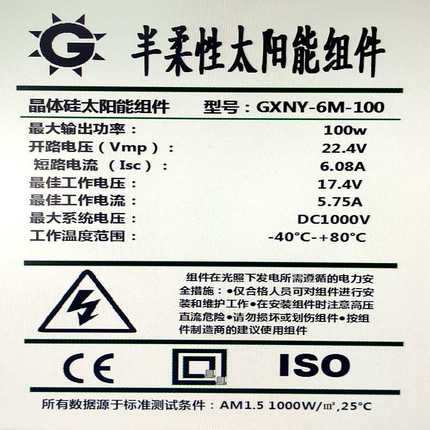 G 半柔性太阳能组件
晶体硅太阳能组件 型号：GXNY-6M-100
最大输出功率： 100w
开路电压（Vmp）： 22.4V
短路电流（Isc）： 6.08A
最佳工作电压： 17.4V
最佳工作电流： 5.75A
最大系统电压： DC1000V
工作温度范围： -40℃-+80℃
组件在光照下发电所需遵循的电力安
全措施：•仅合格人员可对组件进行安
装和维护工作•在安装组件时注意高压
直流危险•请勿损坏或划伤组件•按组
件制造商的建议使用组件
CE ISO
所有数据源于标准测试条件：AM1.5 1000W/㎡,25°C